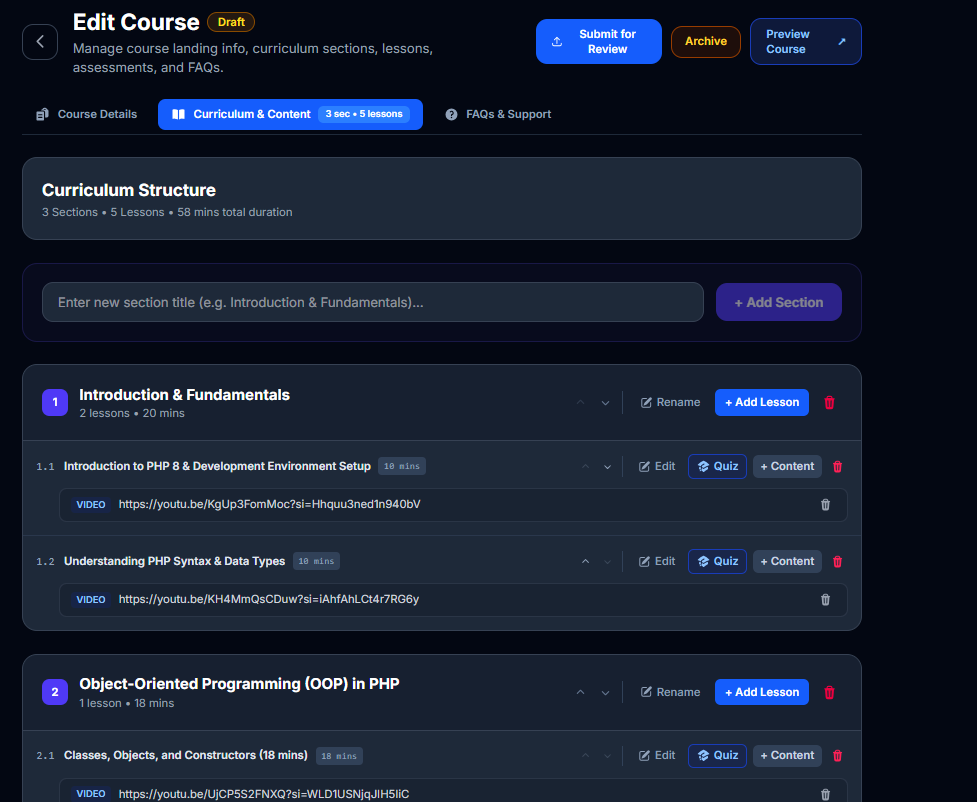 Edit Course Draft
Manage course landing info, curriculum sections, lessons,
assessments, and FAQs.
Submit for
Review
Archive
Preview
Course
Course Details
Curriculum & Content 3 sec • 5 lessons
FAQs & Support
Curriculum Structure
3 Sections • 5 Lessons • 58 mins total duration
Enter new section title (e.g. Introduction & Fundamentals)...
+ Add Section
1 Introduction & Fundamentals
2 lessons • 20 mins
Rename
+ Add Lesson
1.1 Introduction to PHP 8 & Development Environment Setup 10 mins
Edit
Quiz
+ Content
VIDEO https://youtu.be/KgUp3FomMoc?si=Hhquu3ned1n940bV
1.2 Understanding PHP Syntax & Data Types 10 mins
Edit
Quiz
+ Content
VIDEO https://youtu.be/KH4MmQsCDuw?si=iAhfAhLCt4r7RG6y
2 Object-Oriented Programming (OOP) in PHP
1 lesson • 18 mins
Rename
+ Add Lesson
2.1 Classes, Objects, and Constructors (18 mins) 18 mins
Edit
Quiz
+ Content
VIDEO https://youtu.be/UjCP5S2FNXQ?si=WLD1USNjqJlH5IiC